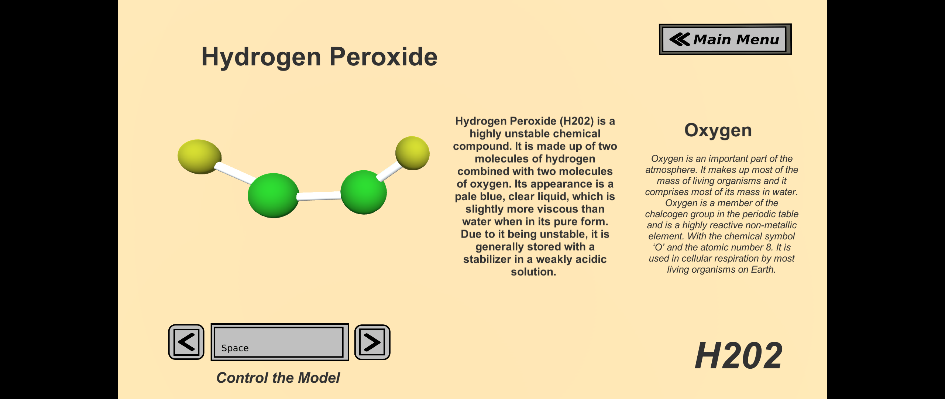 Hydrogen Peroxide
Main Menu
Hydrogen Peroxide (H202) is a
highly unstable chemical
compound. It is made up of two
molecules of hydrogen
combined with two molecules
of oxygen. Its appearance is a
pale blue, clear liquid, which is
slightly more viscous than
water when in its pure form.
Due to it being unstable, it is
generally stored with a
stabilizer in a weakly acidic
solution.
Oxygen
Oxygen is an important part of the
atmosphere. It makes up most of the
mass of living organisms and it
comprises most of its mass in water.
Oxygen is a member of the
chalcogen group in the periodic table
and is a highly reactive non-metallic
element. With the chemical symbol
'O' and the atomic number 8. It is
used in cellular respiration by most
living organisms on Earth.
Space
Control the Model
H202